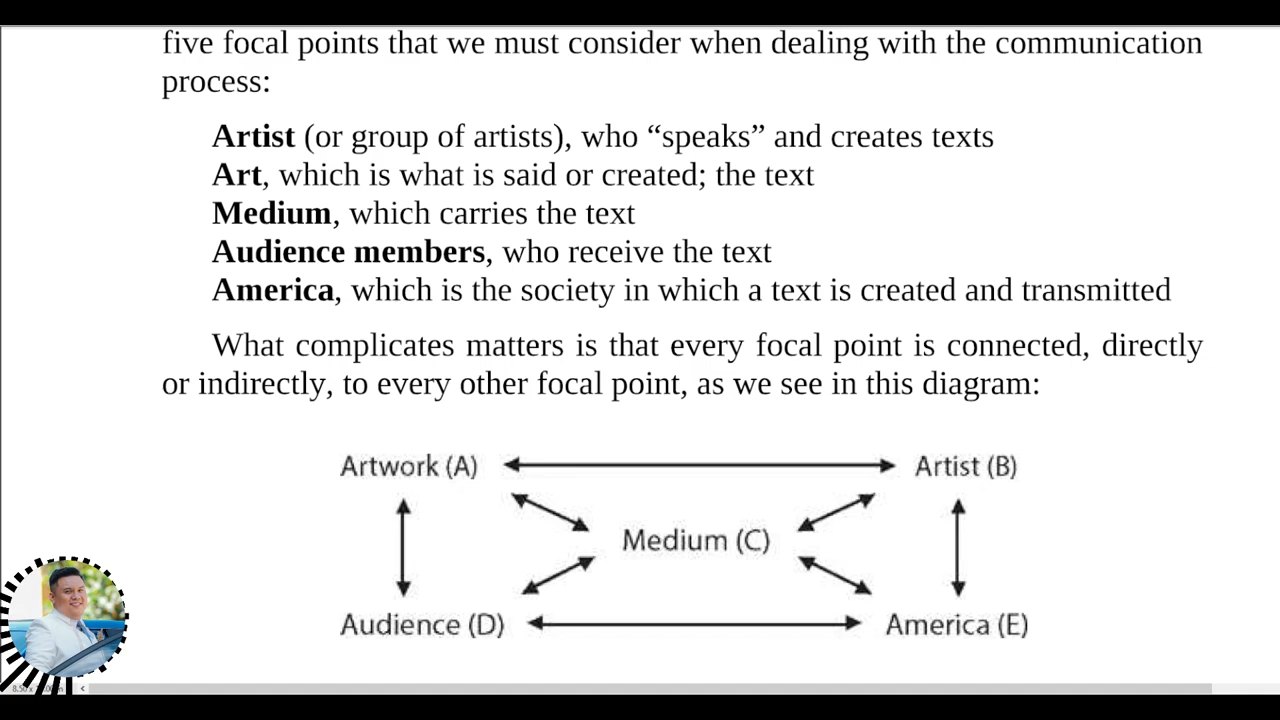 five focal points that we must consider when dealing with the communication
process:
Artist (or group of artists), who “speaks” and creates texts
Art, which is what is said or created; the text
Medium, which carries the text
Audience members, who receive the text
America, which is the society in which a text is created and transmitted
What complicates matters is that every focal point is connected, directly
or indirectly, to every other focal point, as we see in this diagram:
Artwork (A)
Artist (B)
Medium (C)
Audience (D)
America (E)